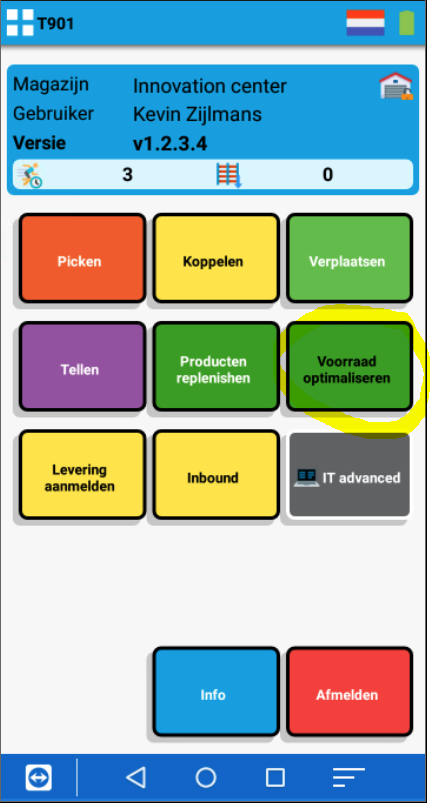 T901
Magazijn Innovation center
Gebruiker Kevin Zijlmans
Versie v1.2.3.4
3 0
Picken
Koppelen
Verplaatsen
Tellen
Producten
replenishen
Voorraad
optimaliseren
Levering
aanmelden
Inbound
IT advanced
Info
Afmelden